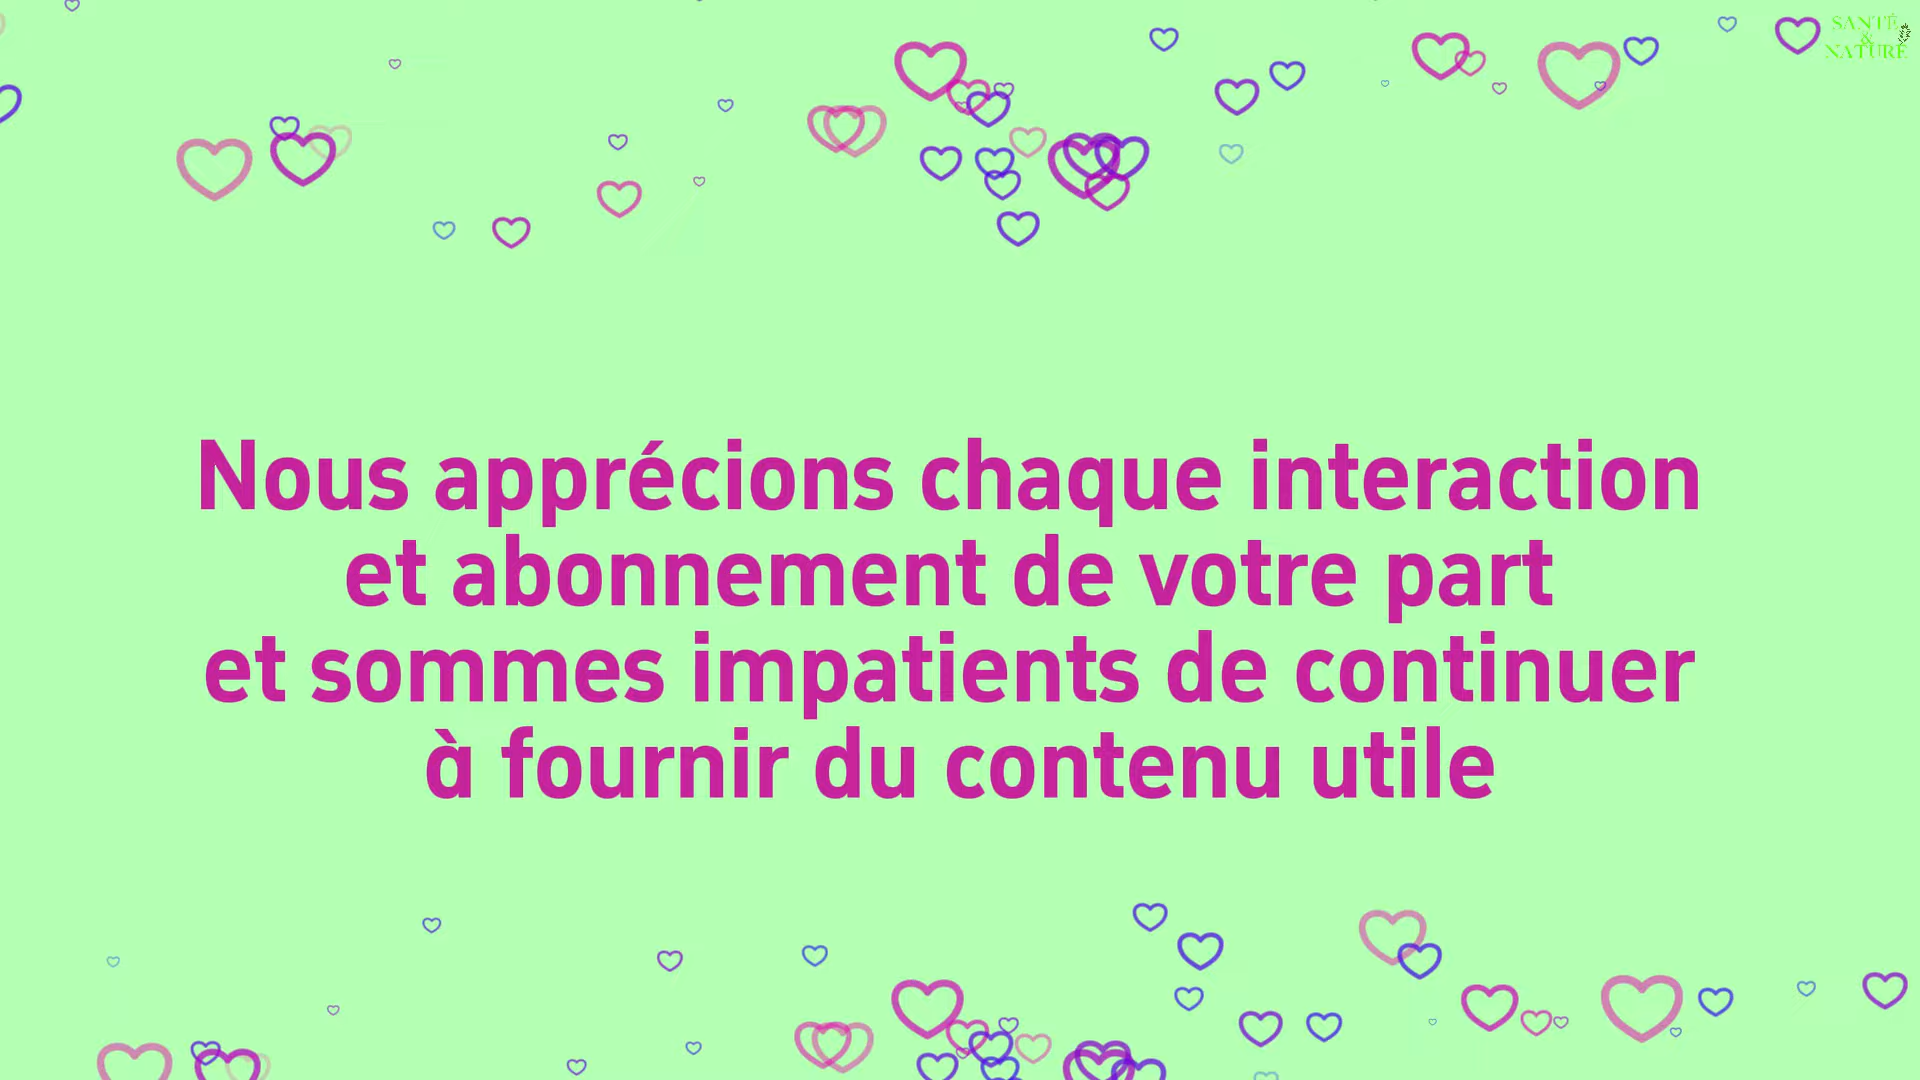 SANTÉ
&
NATURE
Nous apprécions chaque interaction
et abonnement de votre part
et sommes impatients de continuer
à fournir du contenu utile